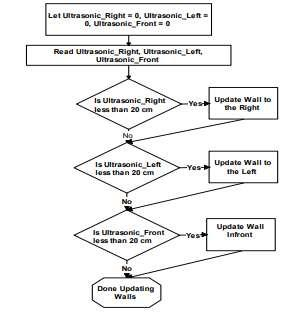 Let Ultrasonic_Right = 0, Ultrasonic_Left =
0, Ultrasonic_Front = 0
Read Ultrasonic_Right, Ultrasonic_Left,
Ultrasonic_Front
Is Ultrasonic_Right
less than 20 cm
Yes
Update Wall to
the Right
No
Is Ultrasonic_Left
less than 20 cm
Yes
Update Wall to
the Left
No
Is Ultrasonic_Front
less than 20 cm
Yes
Update Wall
Infront
No
Done Updating
Walls